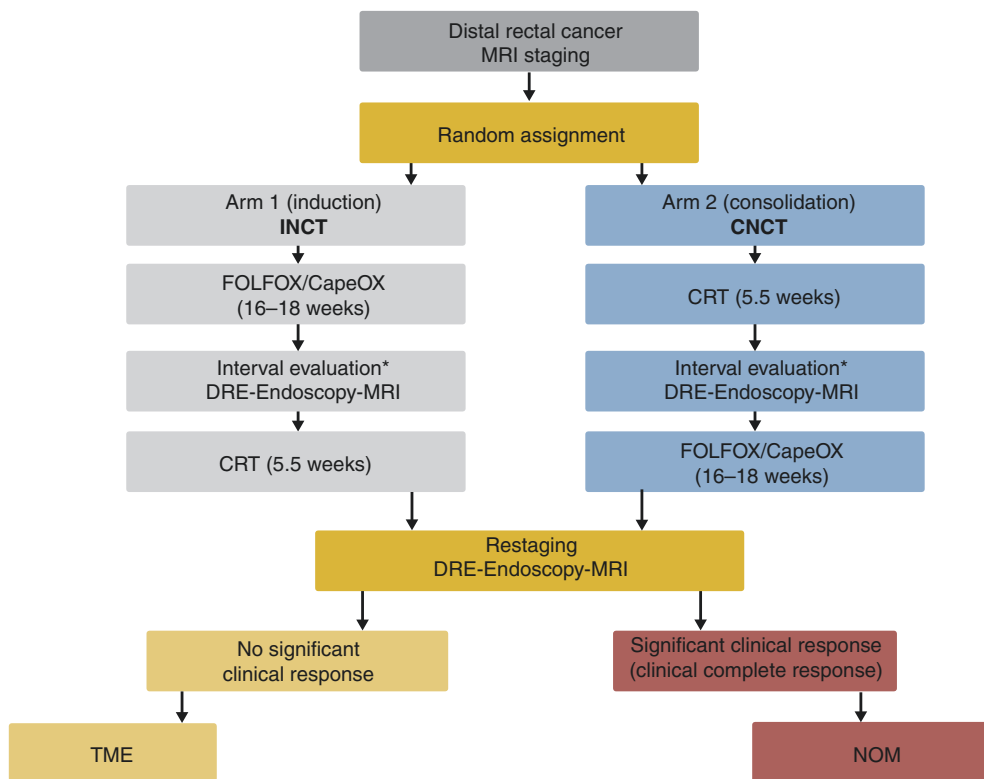 Distal rectal cancer
MRI staging
Random assignment
Arm 1 (induction)
INCT
FOLFOX/CapeOX
(16–18 weeks)
Interval evaluation*
DRE-Endoscopy-MRI
CRT (5.5 weeks)
Arm 2 (consolidation)
CNCT
CRT (5.5 weeks)
Interval evaluation*
DRE-Endoscopy-MRI
FOLFOX/CapeOX
(16–18 weeks)
Restaging
DRE-Endoscopy-MRI
No significant
clinical response
TME
Significant clinical response
(clinical complete response)
NOM